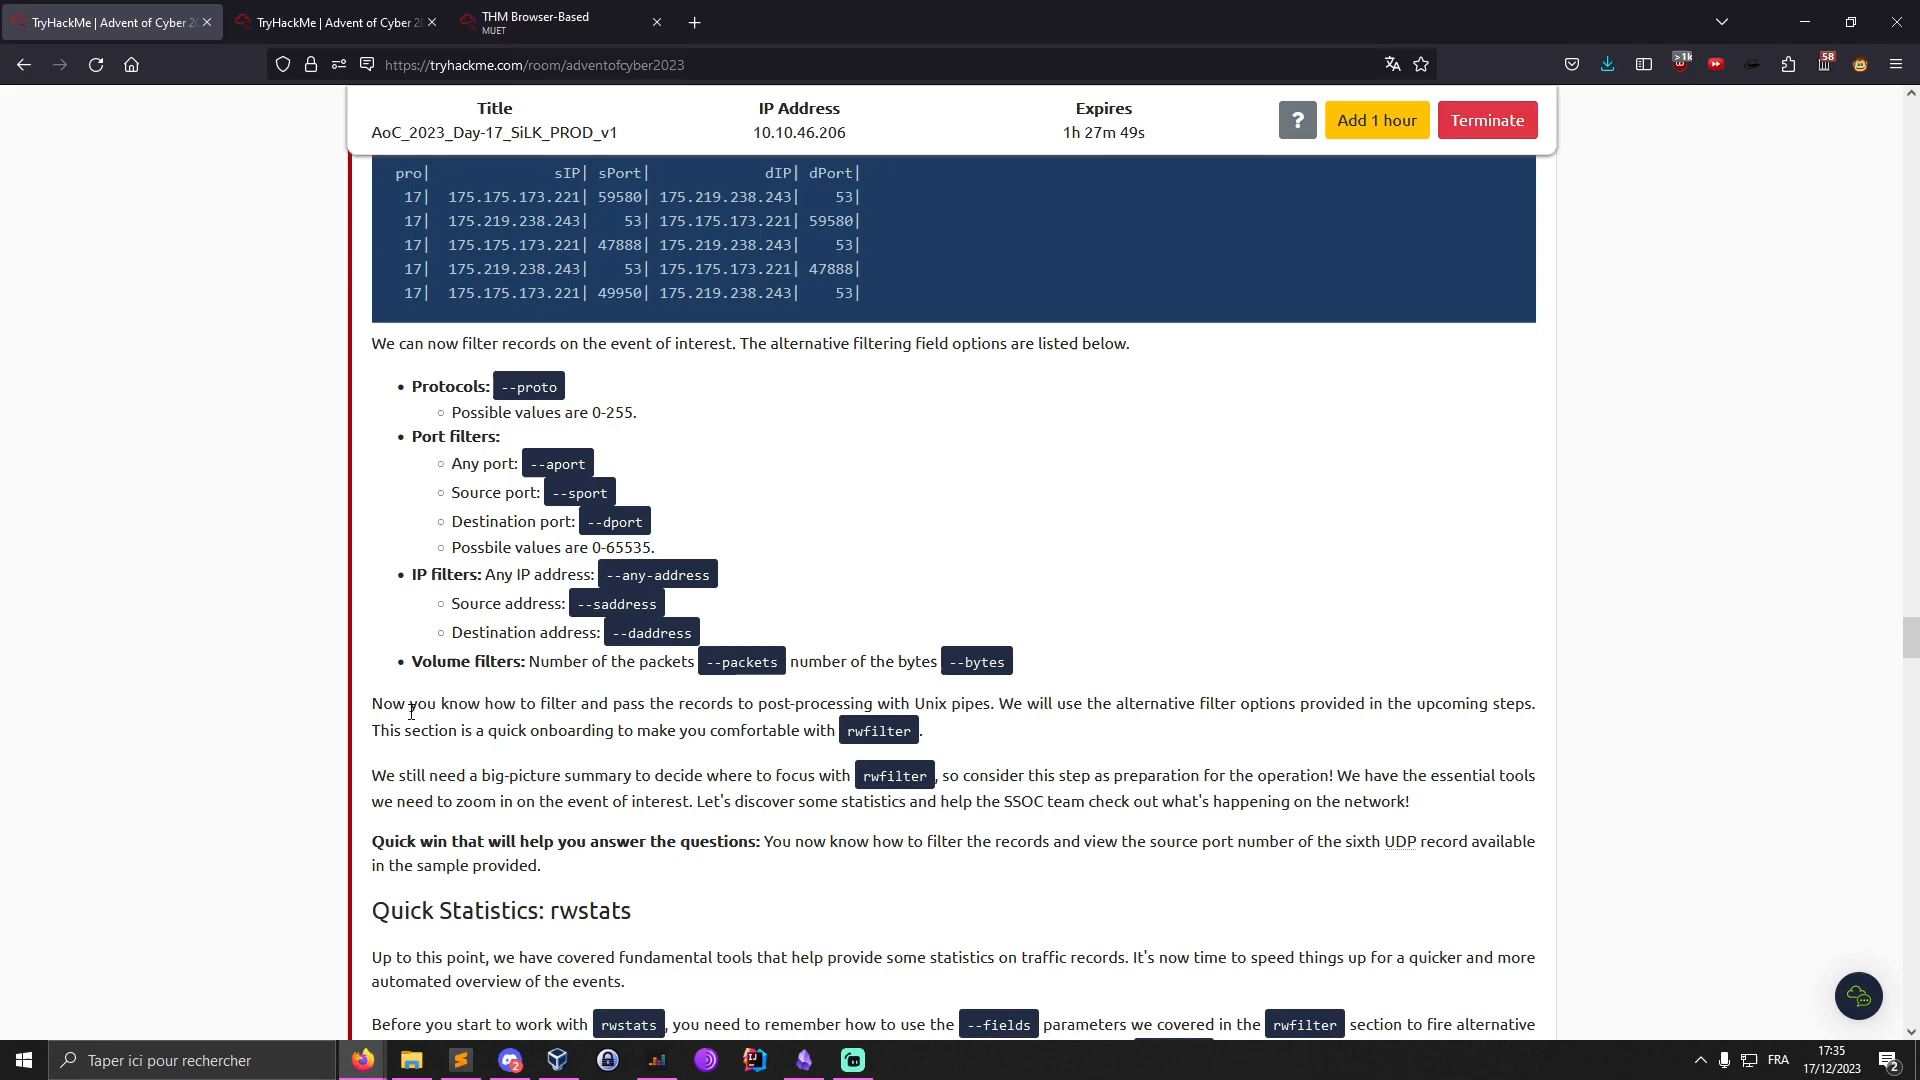 TryHackMe | Advent of Cyber 20
TryHackMe | Advent of Cyber 20
THM Browser-Based
MUET
https://tryhackme.com/room/adventofcyber2023
>1k
58
Title
IP Address
Expires
AoC_2023_Day-17_SiLK_PROD_v1
10.10.46.206
1h 27m 49s
?
Add 1 hour
Terminate
pro| sIP| sPort| dIP| dPort|
17| 175.175.173.221| 59580| 175.219.238.243| 53|
17| 175.219.238.243| 53| 175.175.173.221| 59580|
17| 175.175.173.221| 47888| 175.219.238.243| 53|
17| 175.219.238.243| 53| 175.175.173.221| 47888|
17| 175.175.173.221| 49950| 175.219.238.243| 53|
We can now filter records on the event of interest. The alternative filtering field options are listed below.
Protocols: --proto
Possible values are 0-255.
Port filters:
Any port: --aport
Source port: --sport
Destination port: --dport
Possbile values are 0-65535.
IP filters: Any IP address: --any-address
Source address: --saddress
Destination address: --daddress
Volume filters: Number of the packets --packets number of the bytes --bytes
Now you know how to filter and pass the records to post-processing with Unix pipes. We will use the alternative filter options provided in the upcoming steps.
This section is a quick onboarding to make you comfortable with rwfilter .
We still need a big-picture summary to decide where to focus with rwfilter , so consider this step as preparation for the operation! We have the essential tools
we need to zoom in on the event of interest. Let's discover some statistics and help the SSOC team check out what's happening on the network!
Quick win that will help you answer the questions: You now know how to filter the records and view the source port number of the sixth UDP record available
in the sample provided.
Quick Statistics: rwstats
Up to this point, we have covered fundamental tools that help provide some statistics on traffic records. It's now time to speed things up for a quicker and more
automated overview of the events.
Before you start to work with rwstats , you need to remember how to use the --fields parameters we covered in the rwfilter section to fire alternative
Taper ici pour rechercher
2
FRA
17:35
17/12/2023
2